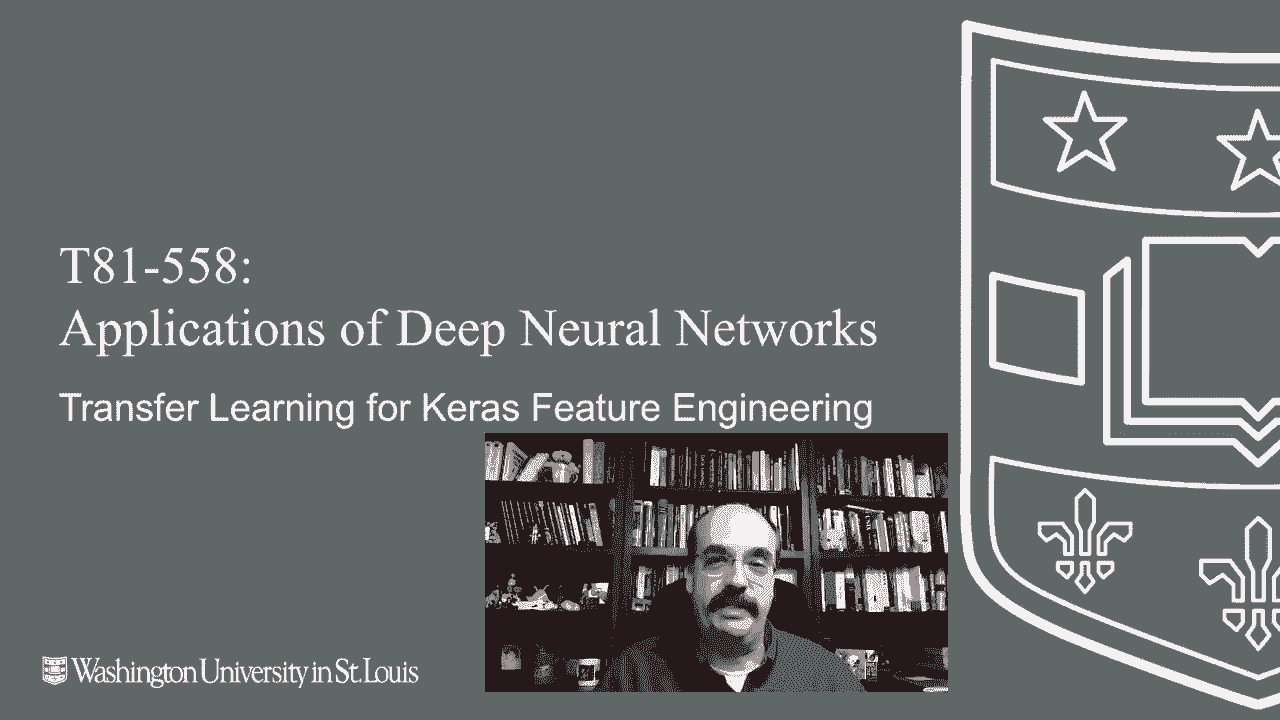 T81-558:
Applications of Deep Neural Networks
Transfer Learning for Keras Feature Engineering
Washington University in St. Louis